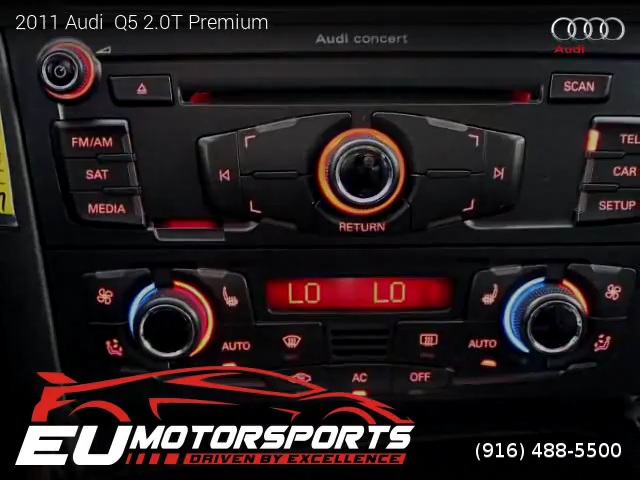 2011 Audi  Q5 2.0T Premium
Audi concert
Audi
SCAN
FM/AM
TEL
SAT
CAR
MEDIA
SETUP
RETURN
LO LO
AUTO
AUTO
AC
OFF
EU MOTORSPORTS
DRIVEN BY EXCELLENCE
(916) 488-5500
7